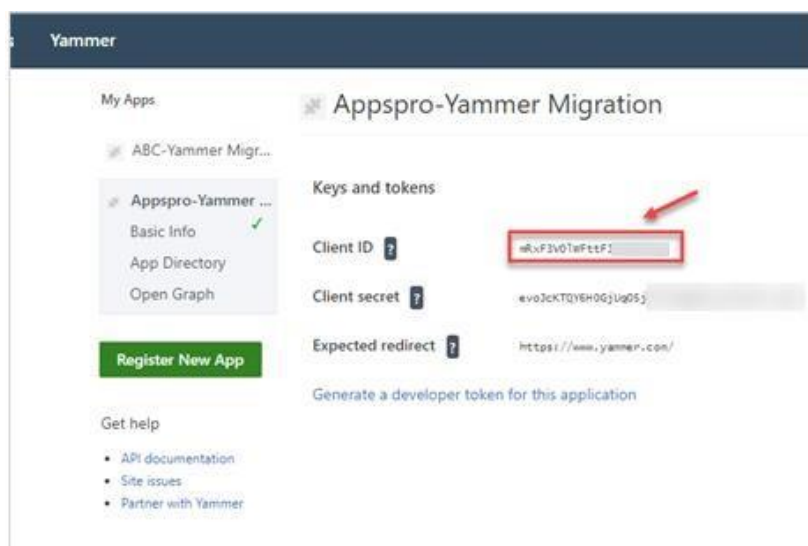 Yammer
My Apps
Appspro-Yammer Migration
ABC-Yammer Migr...
Appspro-Yammer ...
Basic Info
App Directory
Open Graph
Register New App
Get help
API documentation
Site issues
Partner with Yammer
Keys and tokens
Client ID ?
Client secret ?
Expected redirect ? https://www.yammer.com/
Generate a developer token for this application